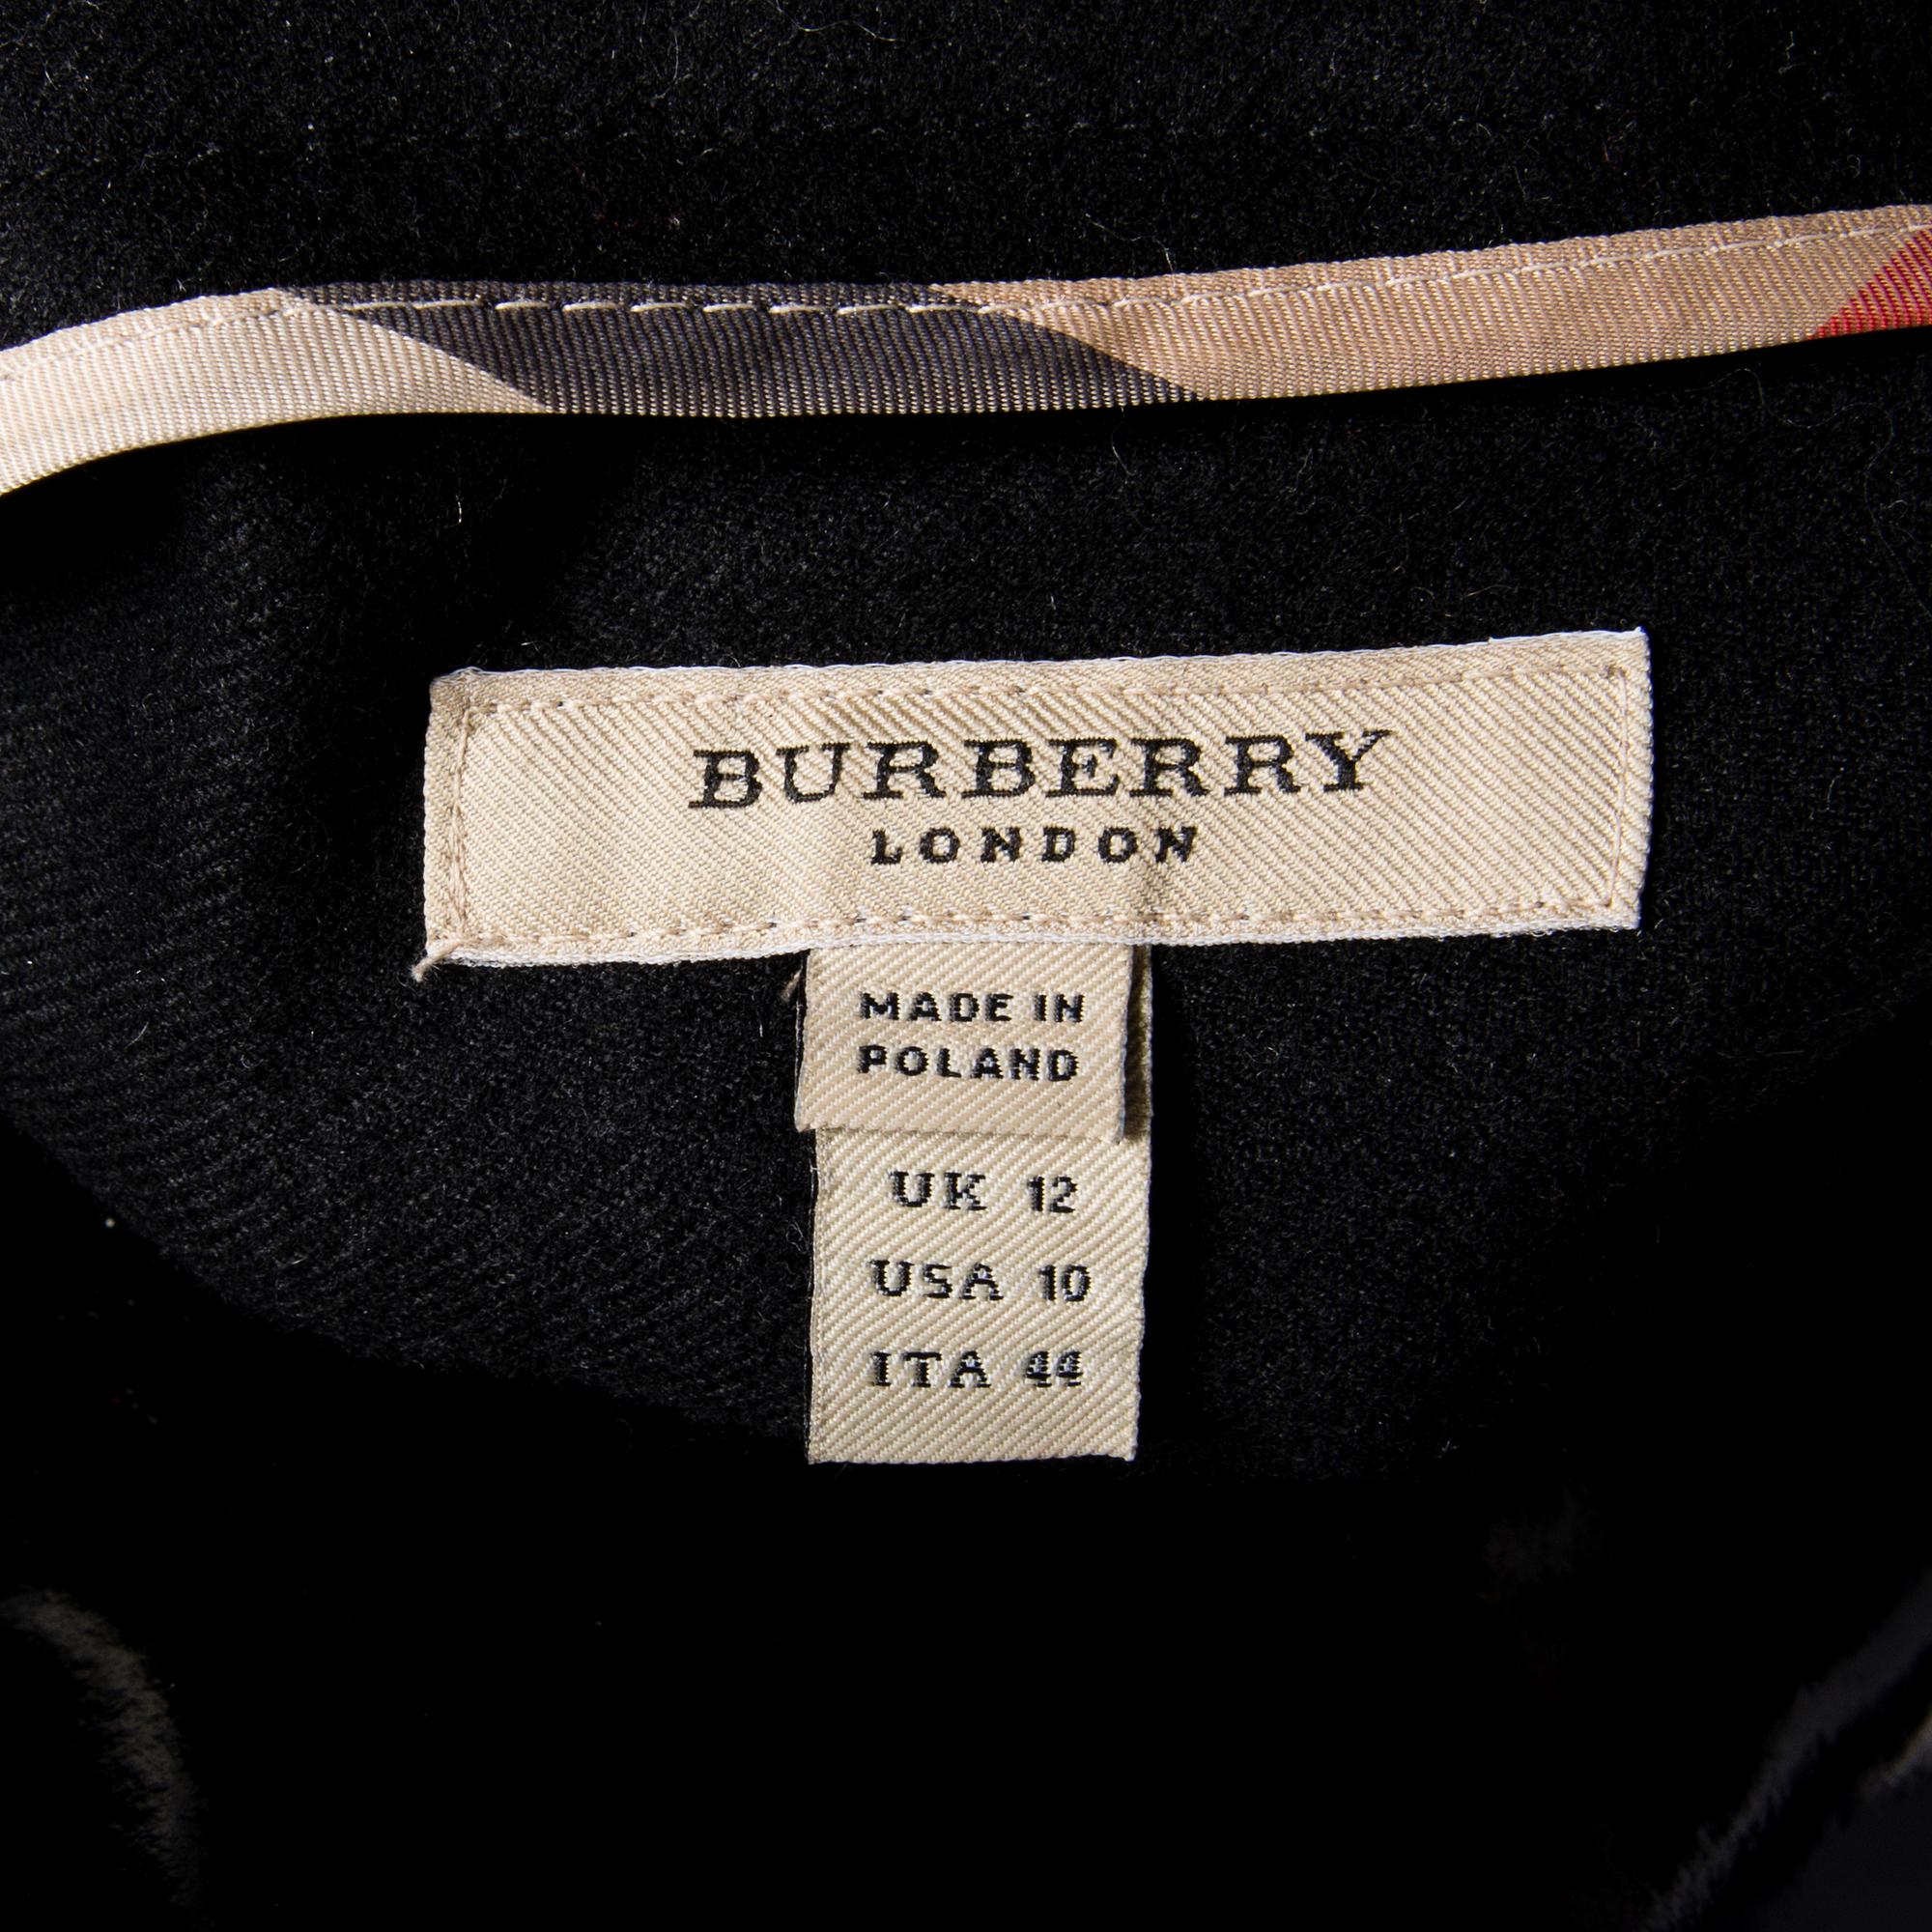 BURBERRY
LONDON
MADE IN
POLAND
UK 12
USA 10
ITA 44